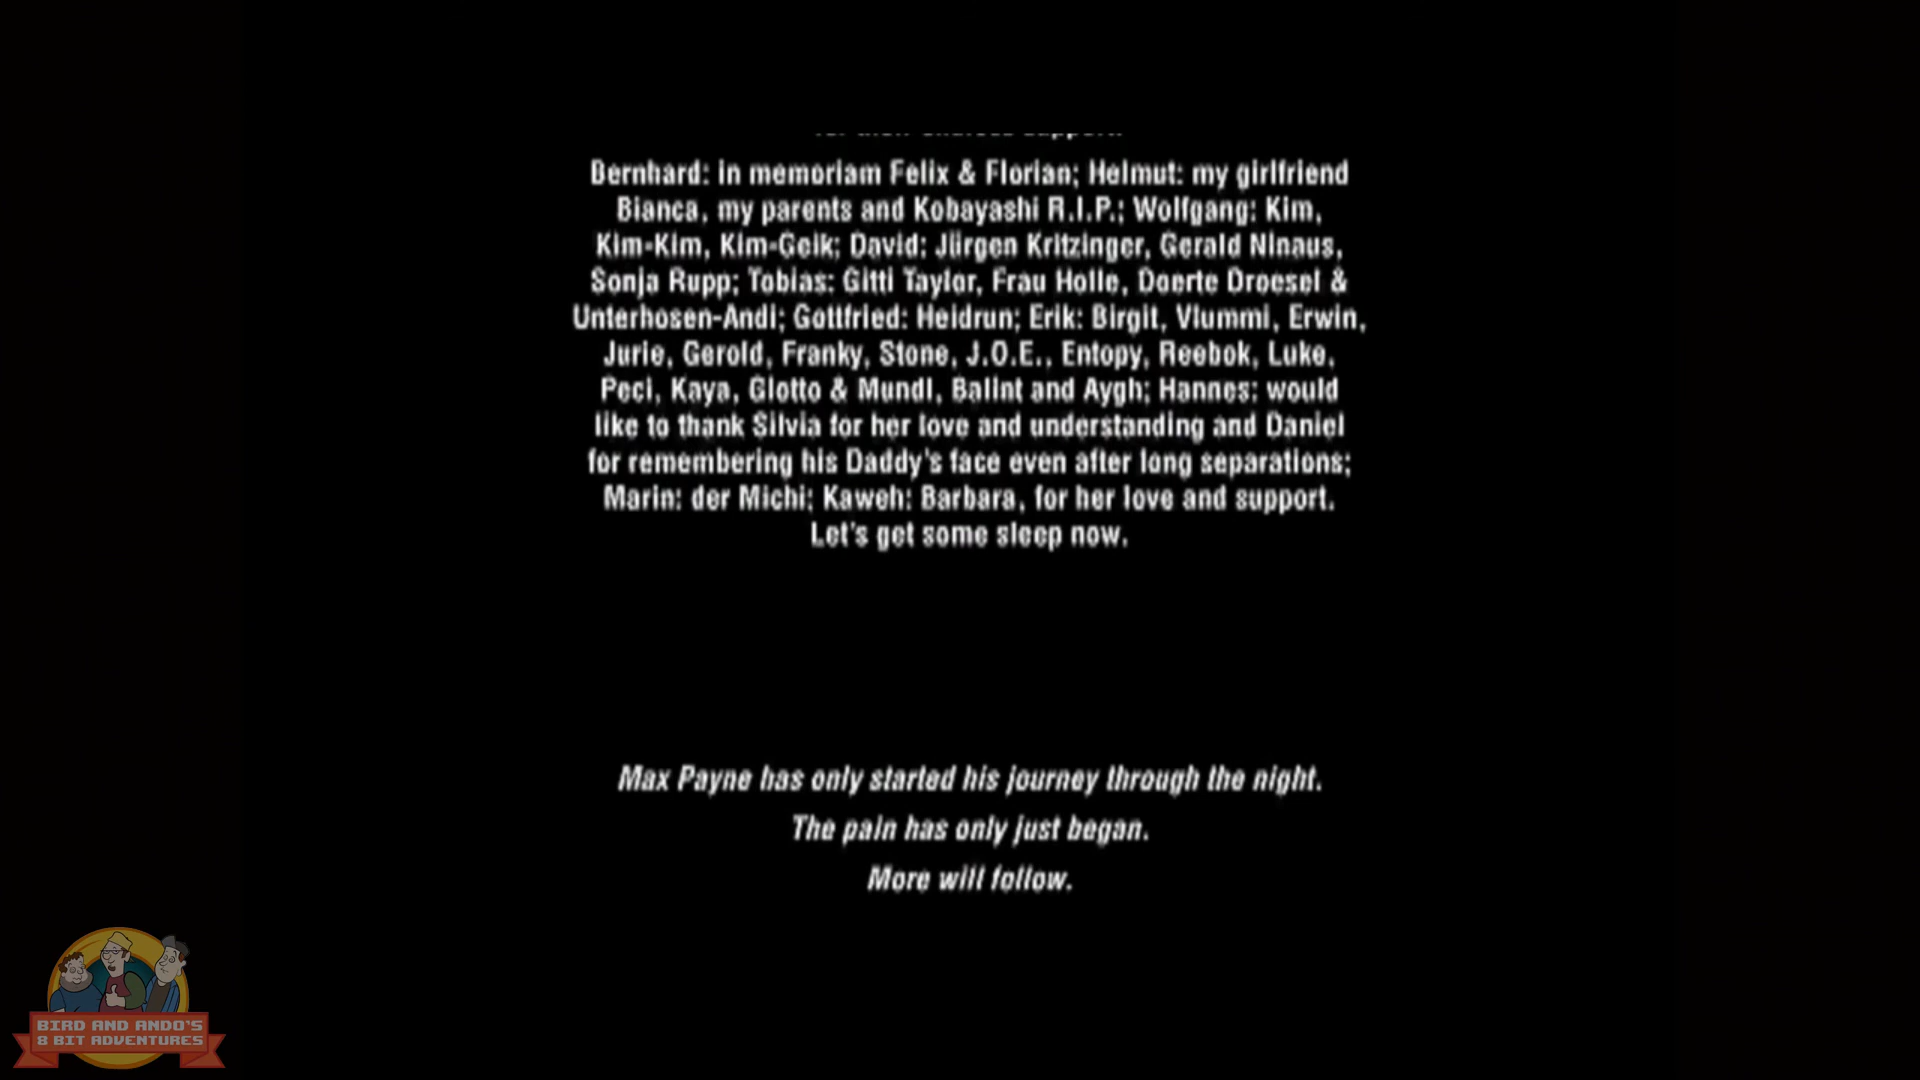 Bernhard: in memoriam Felix & Florian; Helmut: my girlfriend
Bianca, my parents and Kobayashi R.I.P.; Wolfgang: Kim,
Kim-Kim, Kim-Geik; David: Jürgen Kritzinger, Gerald Ninaus,
Sonja Rupp; Tobias: Gitti Taylor, Frau Holle, Doerte Droesel &
Unterhosen-Andi; Gottfried: Heidrun; Erik: Birgit, Vlummi, Erwin,
Jurie, Gerold, Franky, Stone, J.O.E., Entopy, Reebok, Luke,
Peci, Kaya, Giotto & Mundl, Balint and Aygh; Hannes: would
like to thank Silvia for her love and understanding and Daniel
for remembering his Daddy's face even after long separations;
Marin: der Michi; Kaweh: Barbara, for her love and support.
Let's get some sleep now.
Max Payne has only started his journey through the night.
The pain has only just began.
More will follow.
BIRD AND ANDO'S
8 BIT ADVENTURES